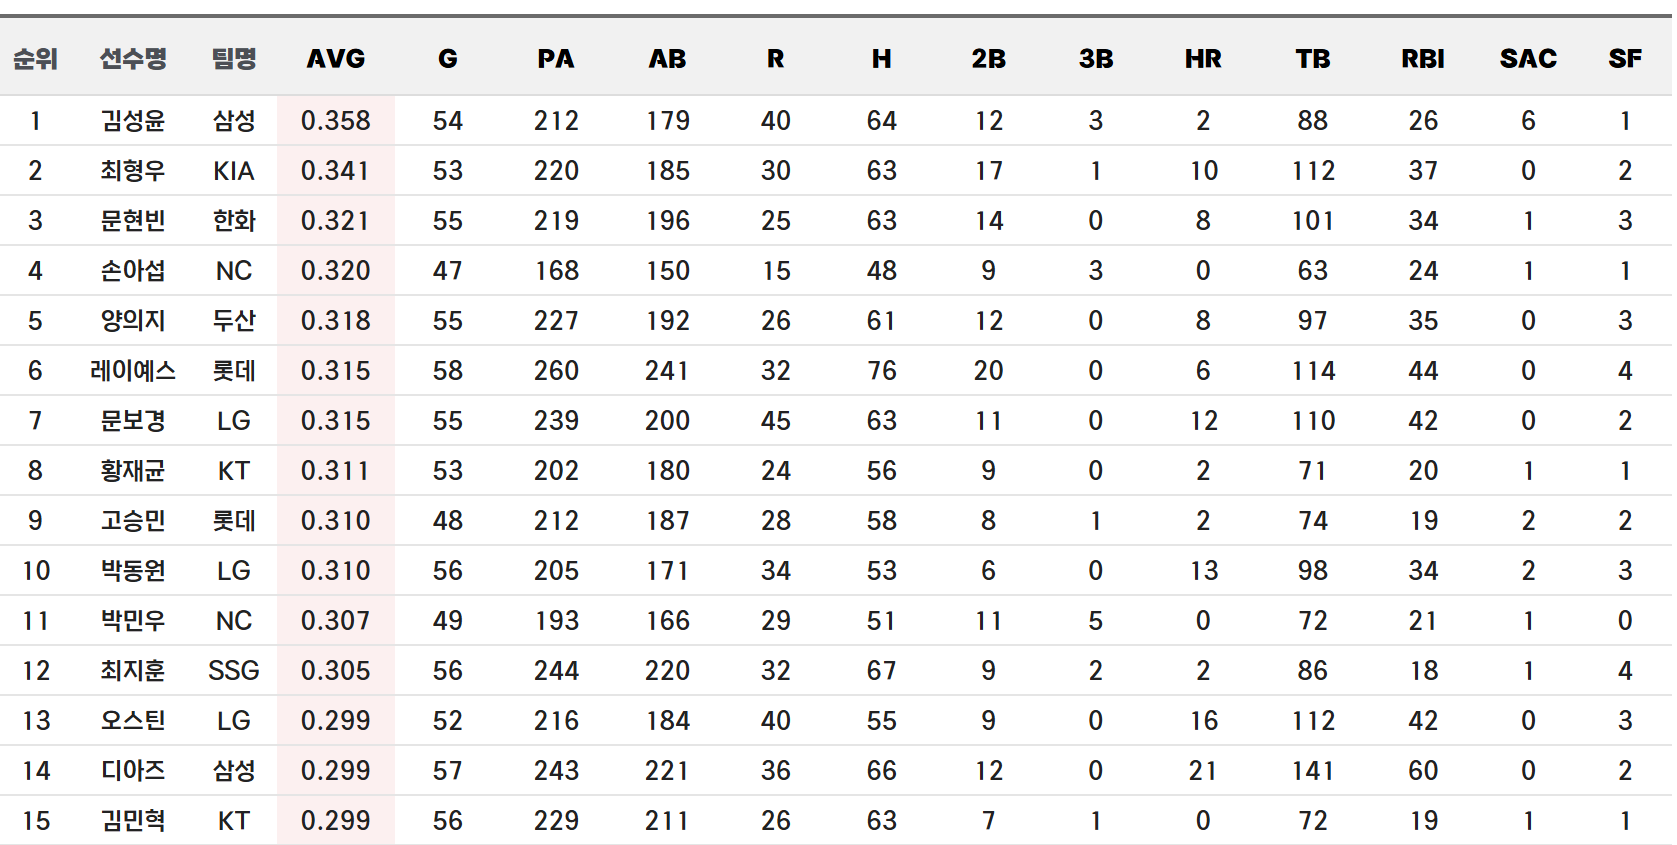 순위 선수명 팀명 AVG G PA AB R H 2B 3B HR TB RBI SAC SF
1 김성윤 삼성 0.358 54 212 179 40 64 12 3 2 88 26 6 1
2 최형우 KIA 0.341 53 220 185 30 63 17 1 10 112 37 0 2
3 문현빈 한화 0.321 55 219 196 25 63 14 0 8 101 34 1 3
4 손아섭 NC 0.320 47 168 150 15 48 9 3 0 63 24 1 1
5 양의지 두산 0.318 55 227 192 26 61 12 0 8 97 35 0 3
6 레이예스 롯데 0.315 58 260 241 32 76 20 0 6 114 44 0 4
7 문보경 LG 0.315 55 239 200 45 63 11 0 12 110 42 0 2
8 황재균 KT 0.311 53 202 180 24 56 9 0 2 71 20 1 1
9 고승민 롯데 0.310 48 212 187 28 58 8 1 2 74 19 2 2
10 박동원 LG 0.310 56 205 171 34 53 6 0 13 98 34 2 3
11 박민우 NC 0.307 49 193 166 29 51 11 5 0 72 21 1 0
12 최지훈 SSG 0.305 56 244 220 32 67 9 2 2 86 18 1 4
13 오스틴 LG 0.299 52 216 184 40 55 9 0 16 112 42 0 3
14 디아즈 삼성 0.299 57 243 221 36 66 12 0 21 141 60 0 2
15 김민혁 KT 0.299 56 229 211 26 63 7 1 0 72 19 1 1